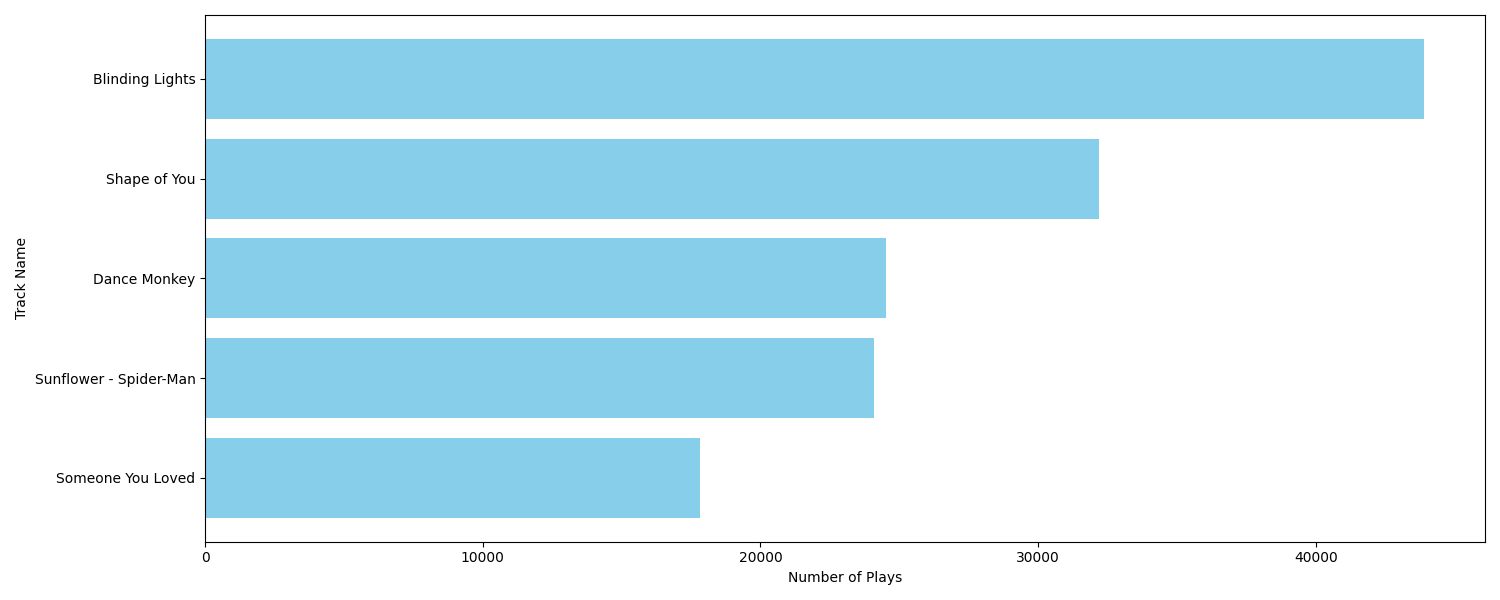 Track Name
Blinding Lights
Shape of You
Dance Monkey
Sunflower - Spider-Man
Someone You Loved
0 10000 20000 30000 40000
Number of Plays